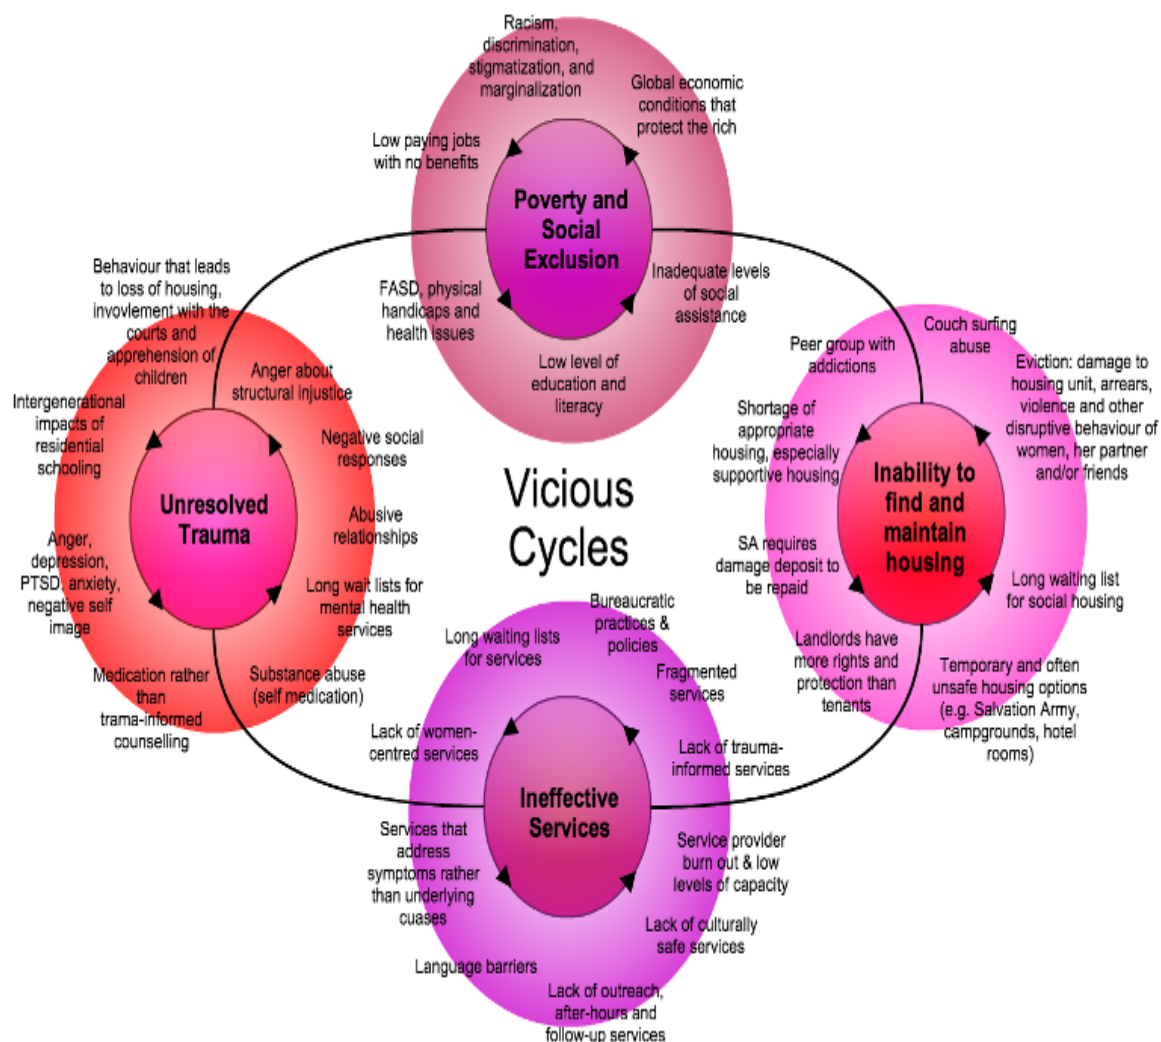 Racism,
discrimination,
stigmatization, and
marginalization
Global economic
conditions that
protect the rich
Low paying jobs
with no benefits
Poverty and
Social
Exclusion
FASD, physical
handicaps and
health issues
Inadequate levels
of social
assistance
Low level of
education and
literacy
Behaviour that leads
to loss of housing,
invovlement with the
courts and
apprehension of
children
Anger about
structural injustice
Intergenerational
impacts of
residential
schooling
Negative social
responses
Unresolved
Trauma
Abusive
relationships
Anger,
depression,
PTSD, anxiety,
negative self
image
Long wait lists for
mental health
services
Medication rather
than
trama-informed
counselling
Substance abuse
(self medication)
Vicious
Cycles
Couch surfing
abuse
Peer group with
addictions
Eviction: damage to
housing unit, arrears,
violence and other
disruptive behaviour of
women, her partner
and/or friends
Shortage of
appropriate
housing, especially
supportive housing
Inability to
find and
maintain
housing
SA requires
damage deposit to
be repaid
Long waiting list
for social housing
Landlords have
more rights and
protection than
tenants
Temporary and often
unsafe housing options
(e.g. Salvation Army,
campgrounds, hotel
rooms)
Bureaucratic
practices &
policies
Long waiting lists
for services
Fragmented
services
Lack of women-
centred services
Lack of trauma-
informed services
Ineffective
Services
Services that
address
symptoms rather
than underlying
cuases
Service provider
burn out & low
levels of capacity
Lack of culturally
safe services
Language barriers
Lack of outreach,
after-hours and
follow-up services